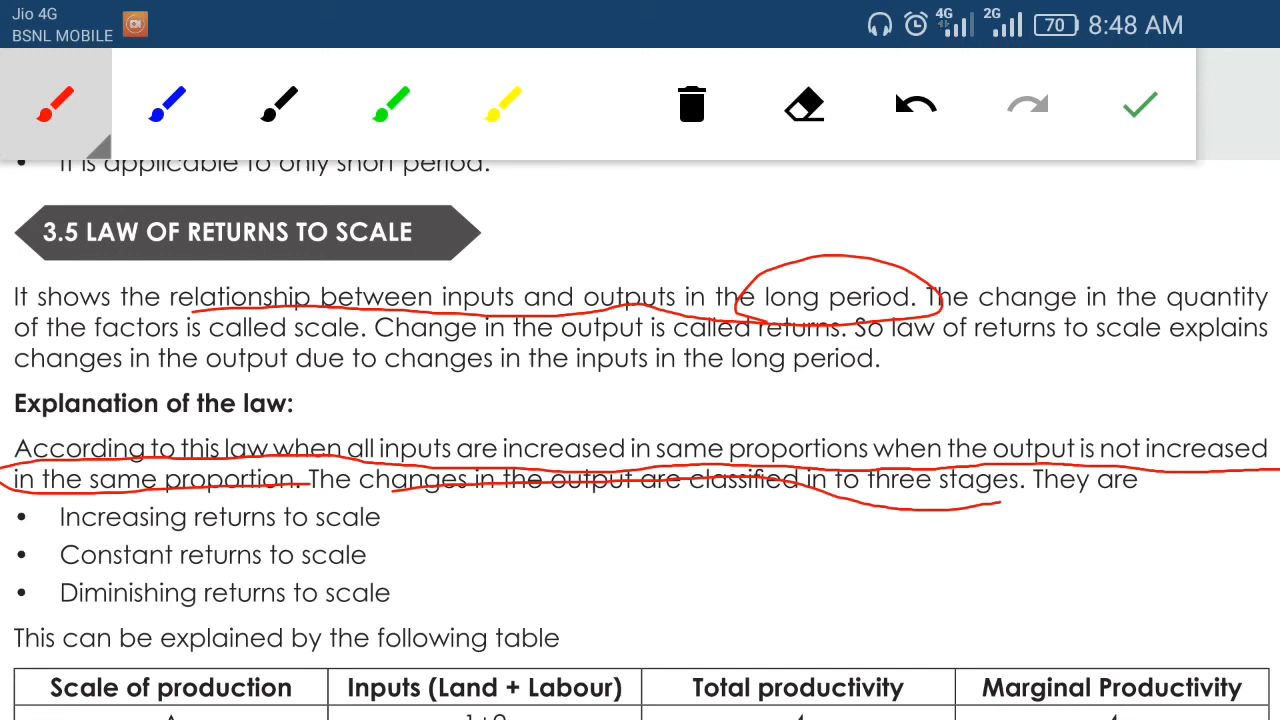 Jio 4G
BSNL MOBILE
4G
2G
70
8:48 AM
• It is applicable to only short period.
3.5 LAW OF RETURNS TO SCALE
It shows the relationship between inputs and outputs in the long period. The change in the quantity
of the factors is called scale. Change in the output is called returns. So law of returns to scale explains
changes in the output due to changes in the inputs in the long period.
Explanation of the law:
According to this law when all inputs are increased in same proportions when the output is not increased
in the same proportion. The changes in the output are classified in to three stages. They are
• Increasing returns to scale
• Constant returns to scale
• Diminishing returns to scale
This can be explained by the following table
Scale of production Inputs (Land + Labour) Total productivity Marginal Productivity